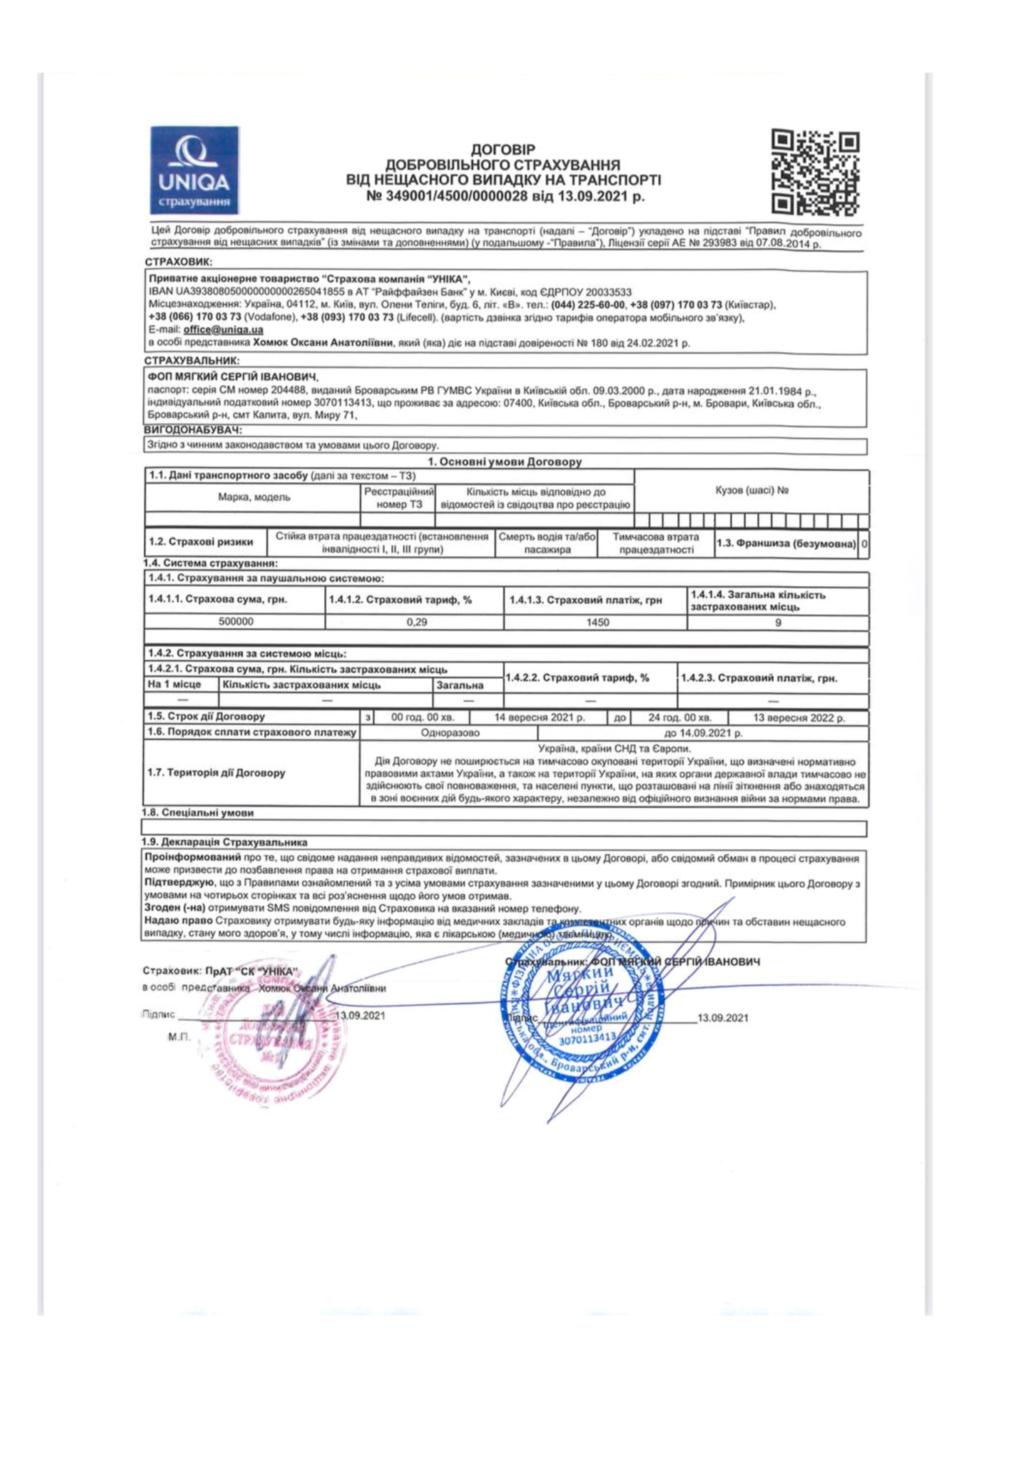 UNIQA
страхування
ДОГОВІР
ДОБРОВІЛЬНОГО СТРАХУВАННЯ
ВІД НЕЩАСНОГО ВИПАДКУ НА ТРАНСПОРТІ
№ 349001/4500/0000028 від 13.09.2021 р.
Цей Договір добровільного страхування від нещасного випадку на транспорті (надалі – "Договір") укладено на підставі "Правил добровільного
страхування від нещасних випадків" (із змінами та доповненнями) (у подальшому -"Правила"), Ліцензії серії АЕ № 293983 від 07.08.2014 р.
СТРАХОВИК:
Приватне акціонерне товариство "Страхова компанія "УНІКА",
IBAN UA393808050000000000265041855 в АТ "Райффайзен Банк" у м. Києві, код ЄДРПОУ 20033533
Місцезнаходження: Україна, 04112, м. Київ, вул. Олени Теліги, буд. 6, літ. «В». тел.: (044) 225-60-00, +38 (097) 170 03 73 (Київстар),
+38 (066) 170 03 73 (Vodafone), +38 (093) 170 03 73 (Lifecell). (вартість дзвінка згідно тарифів оператора мобільного зв'язку),
E-mail: office@uniqa.ua
в особі представника Хомюк Оксани Анатоліївни, який (яка) діє на підставі довіреності № 180 від 24.02.2021 р.
СТРАХУВАЛЬНИК:
ФОП МЯГКИЙ СЕРГІЙ ІВАНОВИЧ,
паспорт: серія СМ номер 204488, виданий Броварським РВ ГУМВС України в Київській обл. 09.03.2000 р., дата народження 21.01.1984 р.,
індивідуальний податковий номер 3070113413, що проживає за адресою: 07400, Київська обл., Броварський р-н, м. Бровари, Київська обл.,
Броварський р-н, смт Калита, вул. Миру 71,
ВИГОДОНАБУВАЧ:
Згідно з чинним законодавством та умовами цього Договору.
1. Основні умови Договору
1.1. Дані транспортного засобу (далі за текстом – ТЗ)
Марка, модель
Реєстраційний номер ТЗ
Кількість місць відповідно до відомостей із свідоцтва про реєстрацію
Кузов (шасі) №
1.2. Страхові ризики
Стійка втрата працездатності (встановлення інвалідності І, ІІ, ІІІ групи)
Смерть водія та/або пасажира
Тимчасова втрата працездатності
1.3. Франшиза (безумовна) 0
1.4. Система страхування:
1.4.1. Страхування за паушальною системою:
1.4.1.1. Страхова сума, грн.
1.4.1.2. Страховий тариф, %
1.4.1.3. Страховий платіж, грн
1.4.1.4. Загальна кількість застрахованих місць
500000 0,29 1450 9
1.4.2. Страхування за системою місць:
1.4.2.1. Страхова сума, грн. Кількість застрахованих місць
1.4.2.2. Страховий тариф, %
1.4.2.3. Страховий платіж, грн.
На 1 місце Кількість застрахованих місць Загальна
— — — — —
1.5. Строк дії Договору з 00 год. 00 хв. 14 вересня 2021 р. до 24 год. 00 хв. 13 вересня 2022 р.
1.6. Порядок сплати страхового платежу Одноразово до 14.09.2021 р.
1.7. Територія дії Договору
Україна, країни СНД та Європи.
Дія Договору не поширюється на тимчасово окуповані території України, що визначені нормативно
правовими актами України, а також на території України, на яких органи державної влади тимчасово не
здійснюють свої повноваження, та населені пункти, що розташовані на лінії зіткнення або знаходяться
в зоні воєнних дій будь-якого характеру, незалежно від офіційного визнання війни за нормами права.
1.8. Спеціальні умови
1.9. Декларація Страхувальника
Проінформований про те, що свідоме надання неправдивих відомостей, зазначених в цьому Договорі, або свідомий обман в процесі страхування
може призвести до позбавлення права на отримання страхової виплати.
Підтверджую, що з Правилами ознайомлений та з усіма умовами страхування зазначеними у цьому Договорі згодний. Примірник цього Договору з
умовами на чотирьох сторінках та всі роз'яснення щодо його умов отримав.
Згоден (-на) отримувати SMS повідомлення від Страховика на вказаний номер телефону.
Надаю право Страховику отримувати будь-яку інформацію від медичних закладів та компетентних органів щодо причин та обставин нещасного
випадку, стану мого здоров'я, у тому числі інформацію, яка є лікарською (медичною) таємницею.
Страховик: ПрАТ "СК "УНІКА"
в особі представника Хомюк Оксани Анатоліївни
Підпис 13.09.2021
М.П.
Страхувальник: ФОП МЯГКИЙ СЕРГІЙ ІВАНОВИЧ
Підпис 13.09.2021
Мягкий
Сергій
Іванович
Ідентифікаційний
номер
3070113413
СТРАХУВАННЯ